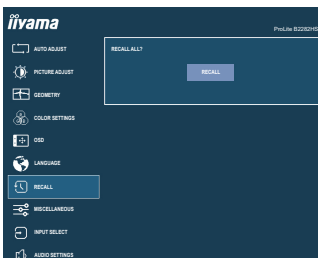 iiyama
ProLite B2282HS
AUTO ADJUST
RECALL ALL?
PICTURE ADJUST
RECALL
GEOMETRY
COLOR SETTINGS
OSD
LANGUAGE
RECALL
MISCELLANEOUS
INPUT SELECT
AUDIO SETTINGS